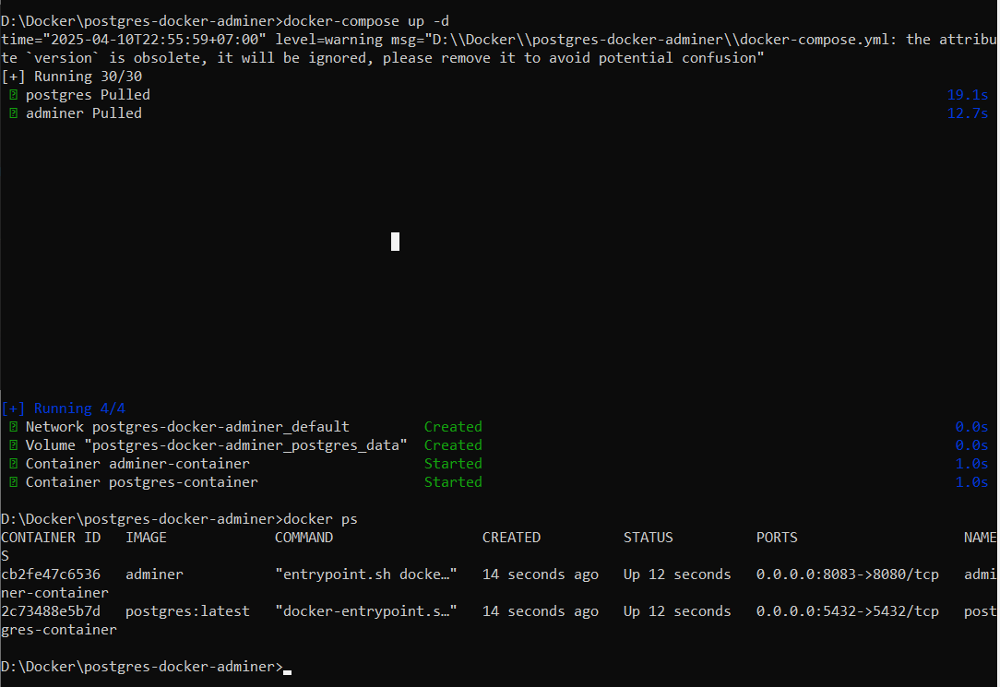 D:\Docker\postgres-docker-adminer>docker-compose up -d
time="2025-04-10T22:55:59+07:00" level=warning msg="D:\\Docker\\postgres-docker-adminer\\docker-compose.yml: the attribu
te `version` is obsolete, it will be ignored, please remove it to avoid potential confusion"
[+] Running 30/30
postgres Pulled 19.1s
adminer Pulled 12.7s
[+] Running 4/4
Network postgres-docker-adminer_default Created 0.0s
Volume "postgres-docker-adminer_postgres_data" Created 0.0s
Container adminer-container Started 1.0s
Container postgres-container Started 1.0s
D:\Docker\postgres-docker-adminer>docker ps
CONTAINER ID IMAGE COMMAND CREATED STATUS PORTS NAME
S
cb2fe47c6536 adminer "entrypoint.sh docke…" 14 seconds ago Up 12 seconds 0.0.0.0:8083->8080/tcp admi
ner-container
2c73488e5b7d postgres:latest "docker-entrypoint.s…" 14 seconds ago Up 12 seconds 0.0.0.0:5432->5432/tcp post
gres-container
D:\Docker\postgres-docker-adminer>